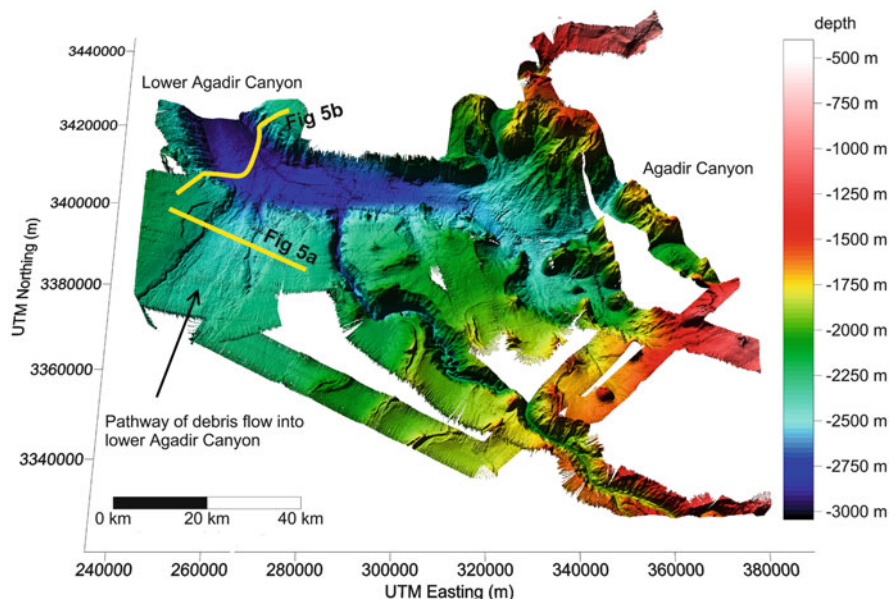 depth
3440000
-500 m
Lower Agadir Canyon
-750 m
Fig 5b
3420000
-1000 m
Agadir Canyon
-1250 m
3400000
-1500 m
Fig 5a
UTM Northing (m)
3380000
-1750 m
-2000 m
3360000
-2250 m
Pathway of debris flow into
lower Agadir Canyon
-2500 m
3340000
-2750 m
0 km
20 km
40 km
-3000 m
240000
260000
280000
300000
320000
340000
360000
380000
UTM Easting (m)